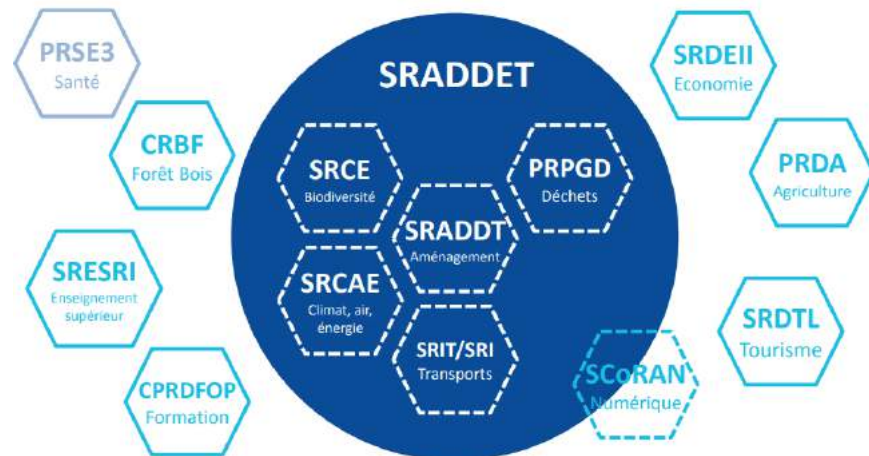 PRSE3
Santé
CRBF
Forêt Bois
SRESRI
Enseignement
supérieur
CPRDFOP
Formation
SRADDET
SRCE
Biodiversité
PRPGD
Déchets
SRADDT
Aménagement
SRCAE
Climat, air,
énergie
SRIT/SRI
Transports
SRDEII
Economie
PRDA
Agriculture
SRDTL
Tourisme
SCoRAN
Numérique